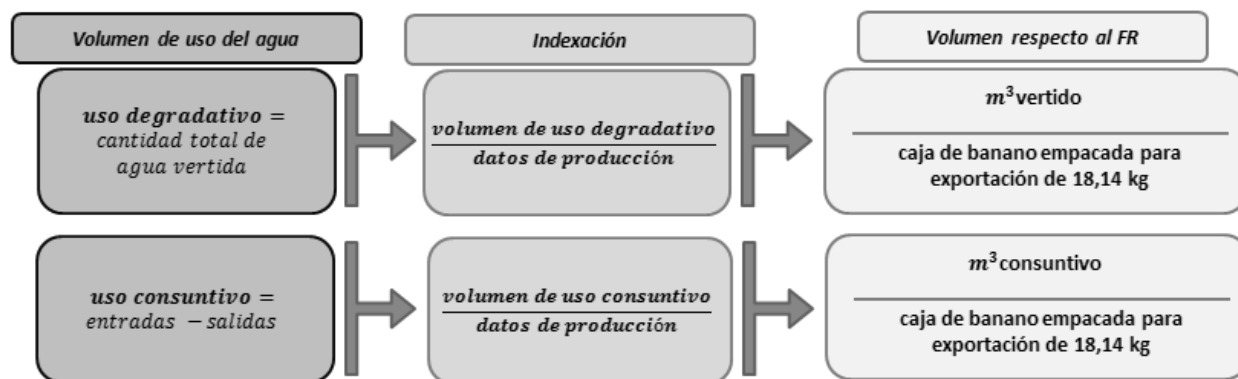 Volumen de uso del agua
Indexación
Volumen respecto al FR
uso degradativo =
cantidad total de
agua vertida
volumen de uso degradativo
datos de producción
m³ vertido
caja de banano empacada para
exportación de 18,14 kg
uso consuntivo =
entradas − salidas
volumen de uso consuntivo
datos de producción
m³ consuntivo
caja de banano empacada para
exportación de 18,14 kg